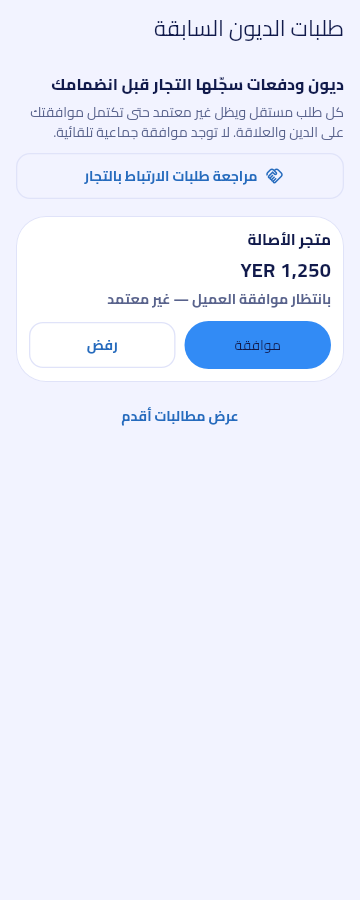 طلبات الديون السابقة
ديون ودفعات سجّلها التجار قبل انضمامك
كل طلب مستقل ويظل غير معتمد حتى تكتمل موافقتك
على الدين والعلاقة. لا توجد موافقة جماعية تلقائية.
مراجعة طلبات الارتباط بالتجار
متجر الأصالة
YER 1,250
بانتظار موافقة العميل — غير معتمد
موافقة
رفض
عرض مطالبات أقدم